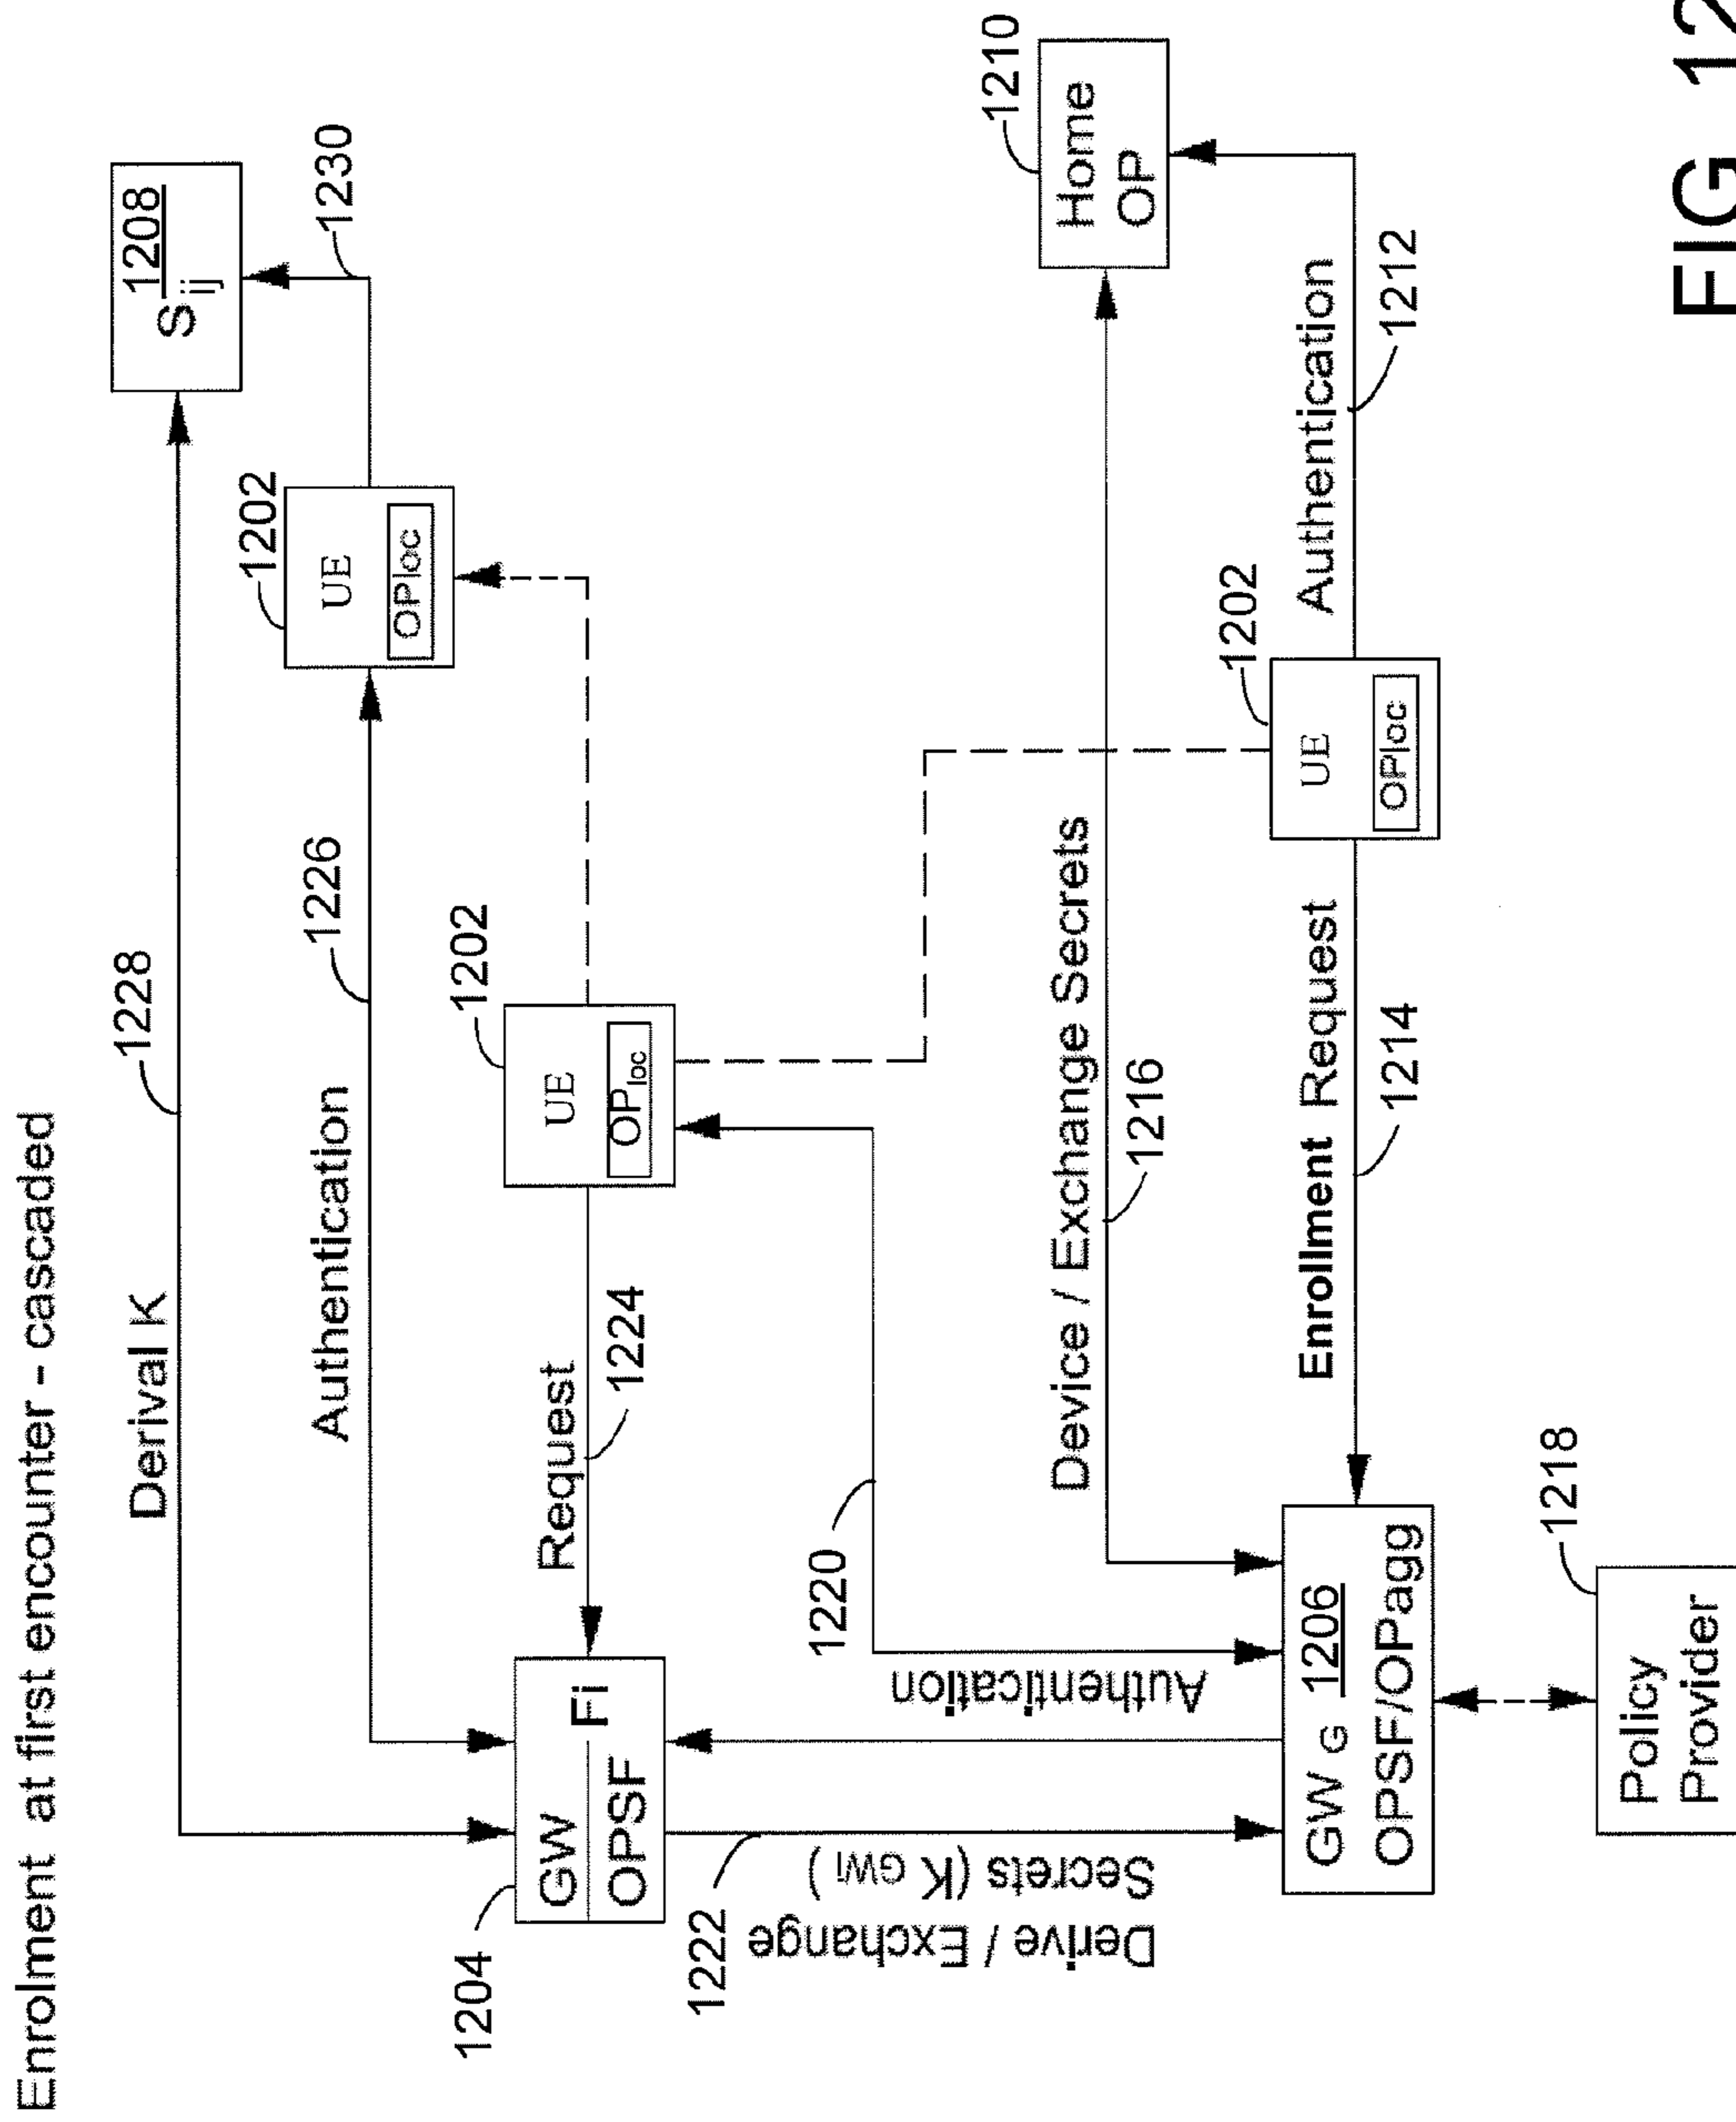 Enrolment at first encounter – cascaded
Derival K
1228
S 1208
ij
1230
Authentication
1226
1202
UE
OPloc
1204
GW Fi
OPSF
Request
1224
1202
UE
OPloc
1222
Derive / Exchange
Secrets (K GWi )
Authentication
1220
Device / Exchange Secrets
1216
1210
Home
OP
GW G 1206
OPSF/OPagg
Enrollment Request
1214
1202
UE
OPloc
Authentication
1212
1218
Policy
Provider
FIG 12